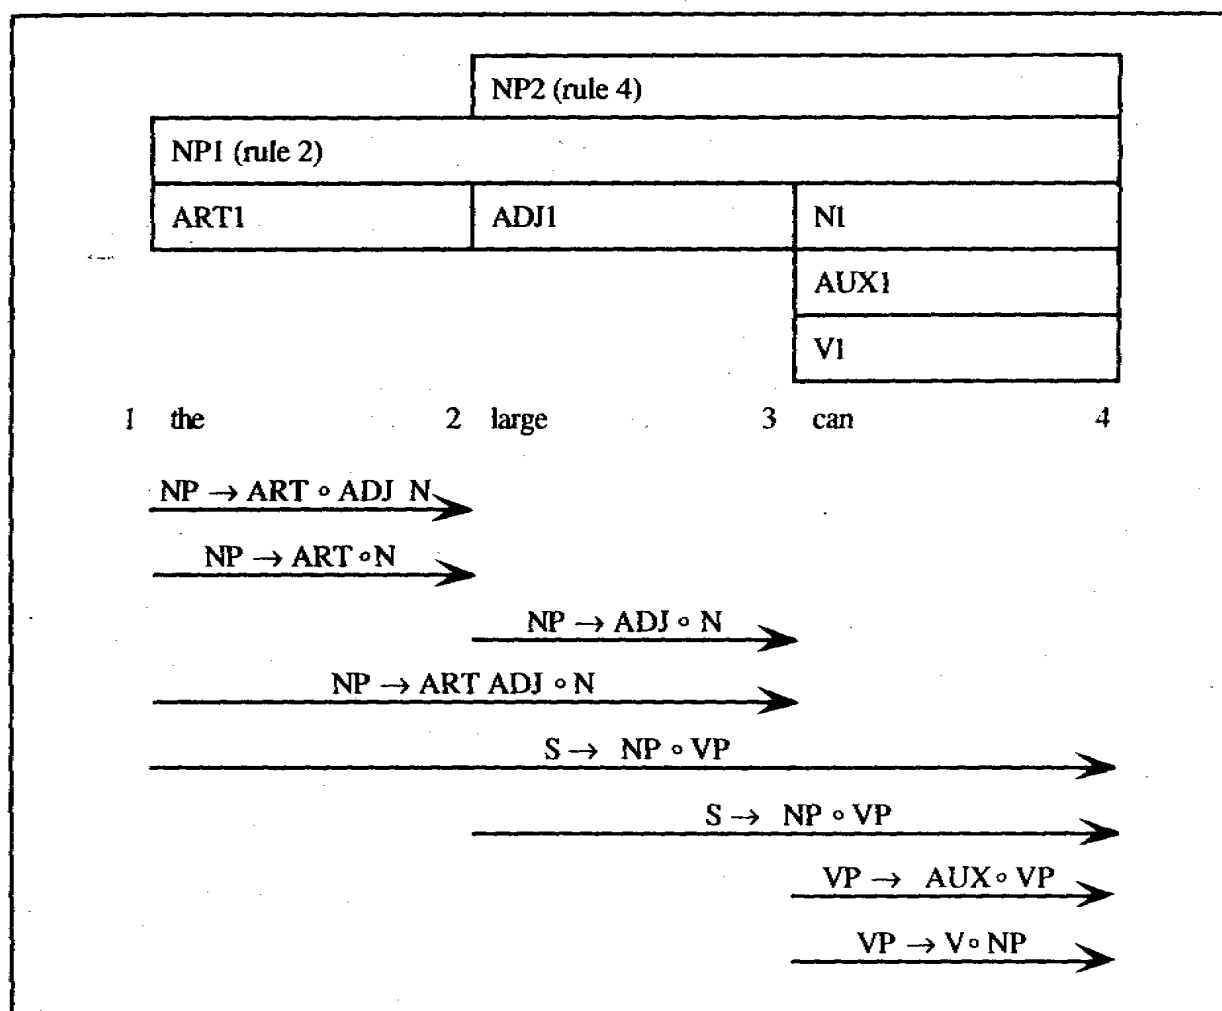 NP2 (rule 4)
NP1 (rule 2)
ART1 ADJ1 N1
AUX1
V1
1 the 2 large 3 can 4
NP → ART ∘ ADJ N
NP → ART ∘ N
NP → ADJ ∘ N
NP → ART ADJ ∘ N
S → NP ∘ VP
S → NP ∘ VP
VP → AUX ∘ VP
VP → V ∘ NP